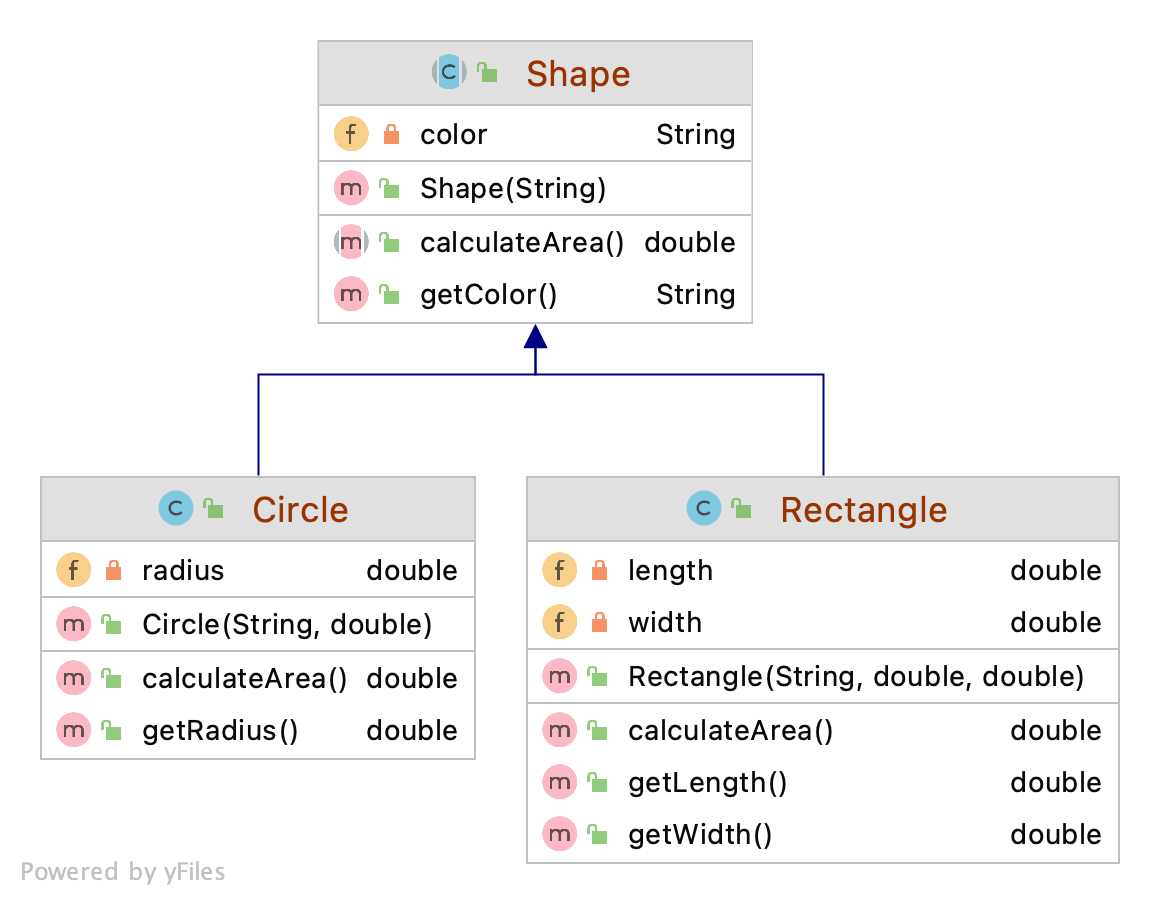 Shape
color String
Shape(String)
calculateArea() double
getColor() String
Circle
radius double
Circle(String, double)
calculateArea() double
getRadius() double
Rectangle
length double
width double
Rectangle(String, double, double)
calculateArea() double
getLength() double
getWidth() double
Powered by yFiles